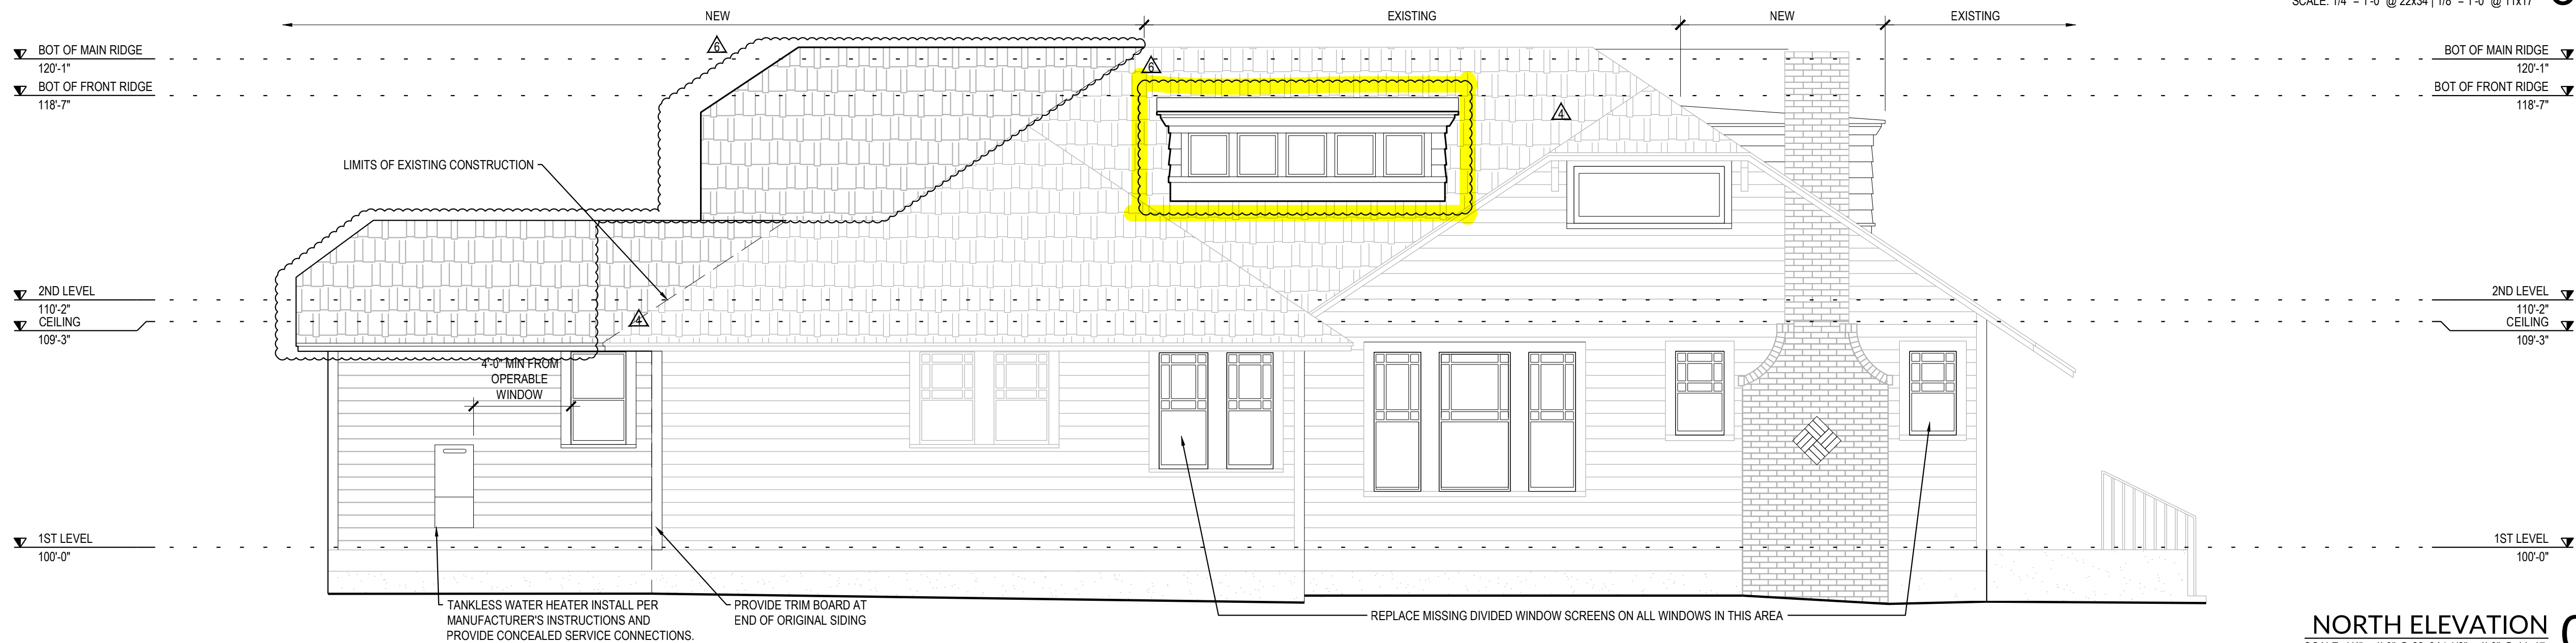 NEW
EXISTING
NEW
EXISTING
6
6
4
4
BOT OF MAIN RIDGE
120'-1"
BOT OF FRONT RIDGE
118'-7"
2ND LEVEL
110'-2"
CEILING
109'-3"
1ST LEVEL
100'-0"
LIMITS OF EXISTING CONSTRUCTION
4'-0" MIN FROM
OPERABLE
WINDOW
TANKLESS WATER HEATER INSTALL PER
MANUFACTURER'S INSTRUCTIONS AND
PROVIDE CONCEALED SERVICE CONNECTIONS.
PROVIDE TRIM BOARD AT
END OF ORIGINAL SIDING
REPLACE MISSING DIVIDED WINDOW SCREENS ON ALL WINDOWS IN THIS AREA
BOT OF MAIN RIDGE
120'-1"
BOT OF FRONT RIDGE
118'-7"
2ND LEVEL
110'-2"
CEILING
109'-3"
1ST LEVEL
100'-0"
NORTH ELEVATION